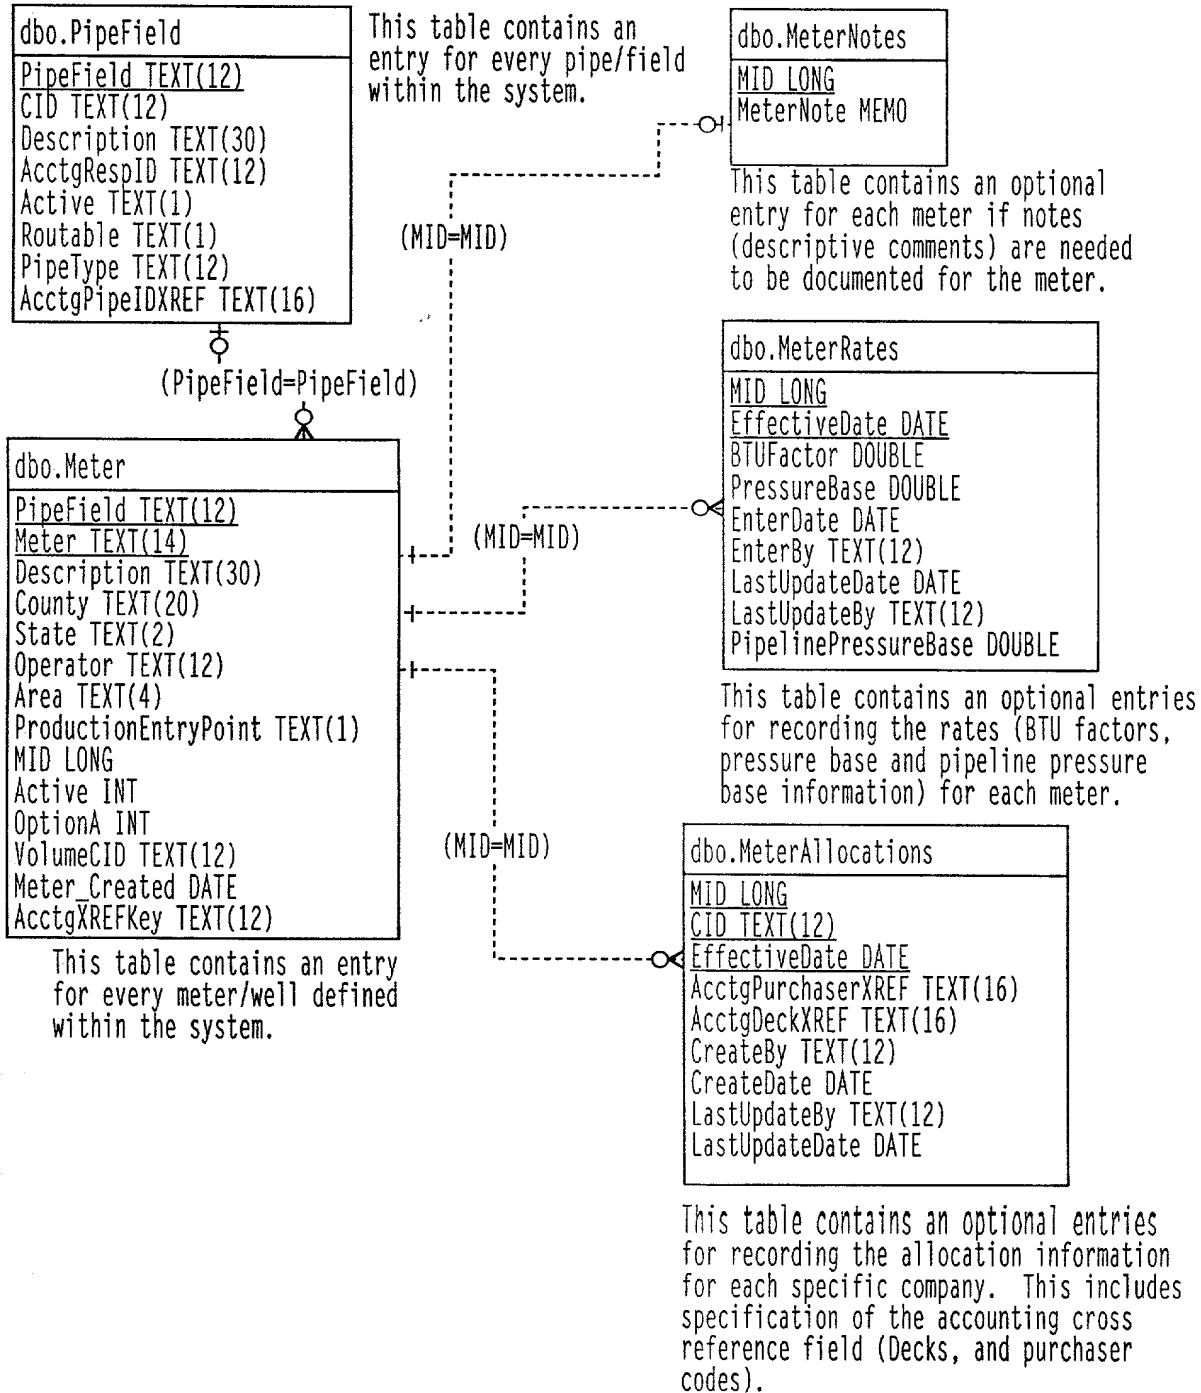 dbo.PipeField
PipeField TEXT(12)
CID TEXT(12)
Description TEXT(30)
AcctgRespID TEXT(12)
Active TEXT(1)
Routable TEXT(1)
PipeType TEXT(12)
AcctgPipeIDXREF TEXT(16)
This table contains an
entry for every pipe/field
within the system.
dbo.MeterNotes
MID LONG
MeterNote MEMO
This table contains an optional
entry for each meter if notes
(descriptive comments) are needed
to be documented for the meter.
(MID=MID)
(PipeField=PipeField)
dbo.Meter
PipeField TEXT(12)
Meter TEXT(14)
Description TEXT(30)
County TEXT(20)
State TEXT(2)
Operator TEXT(12)
Area TEXT(4)
ProductionEntryPoint TEXT(1)
MID LONG
Active INT
OptionA INT
VolumeCID TEXT(12)
Meter_Created DATE
AcctgXREFKey TEXT(12)
This table contains an entry
for every meter/well defined
within the system.
(MID=MID)
dbo.MeterRates
MID LONG
EffectiveDate DATE
BTUFactor DOUBLE
PressureBase DOUBLE
EnterDate DATE
EnterBy TEXT(12)
LastUpdateDate DATE
LastUpdateBy TEXT(12)
PipelinePressureBase DOUBLE
This table contains an optional entries
for recording the rates (BTU factors,
pressure base and pipeline pressure
base information) for each meter.
(MID=MID)
dbo.MeterAllocations
MID LONG
CID TEXT(12)
EffectiveDate DATE
AcctgPurchaserXREF TEXT(16)
AcctgDeckXREF TEXT(16)
CreateBy TEXT(12)
CreateDate DATE
LastUpdateBy TEXT(12)
LastUpdateDate DATE
This table contains an optional entries
for recording the allocation information
for each specific company. This includes
specification of the accounting cross
reference field (Decks, and purchaser
codes).